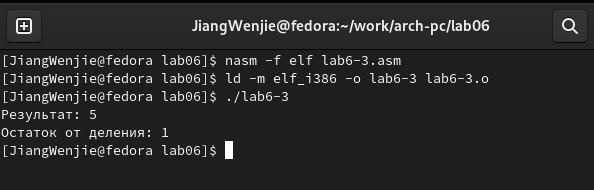 JiangWenjie@fedora:~/work/arch-pc/lab06
[JiangWenjie@fedora lab06]$ nasm -f elf lab6-3.asm
[JiangWenjie@fedora lab06]$ ld -m elf_i386 -o lab6-3 lab6-3.o
[JiangWenjie@fedora lab06]$ ./lab6-3
Результат: 5
Остаток от деления: 1
[JiangWenjie@fedora lab06]$